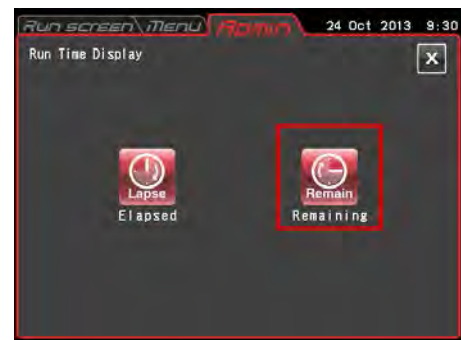 Run screen\Menu\Admin 24 Oct 2013 9:30
Run Time Display
X
Lapse Remain
Elapsed Remaining